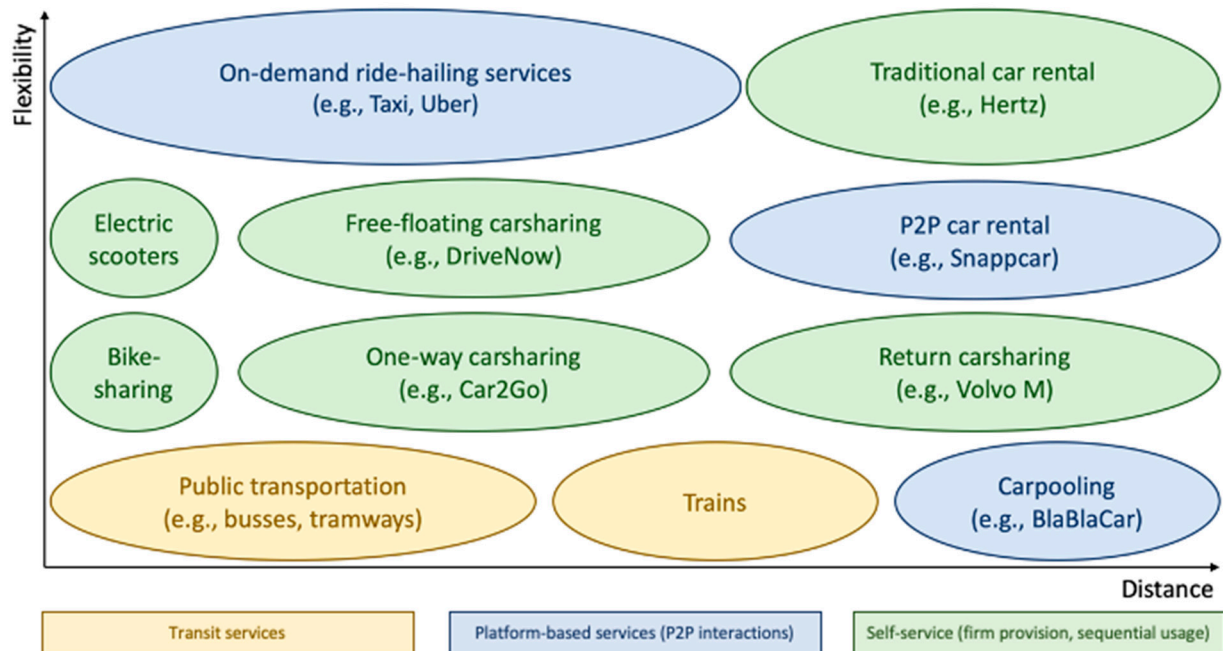 Flexibility
On-demand ride-hailing services
(e.g., Taxi, Uber)
Traditional car rental
(e.g., Hertz)
Electric
scooters
Free-floating carsharing
(e.g., DriveNow)
P2P car rental
(e.g., Snappcar)
Bike-
sharing
One-way carsharing
(e.g., Car2Go)
Return carsharing
(e.g., Volvo M)
Public transportation
(e.g., busses, tramways)
Trains
Carpooling
(e.g., BlaBlaCar)
Distance
Transit services
Platform-based services (P2P interactions)
Self-service (firm provision, sequential usage)